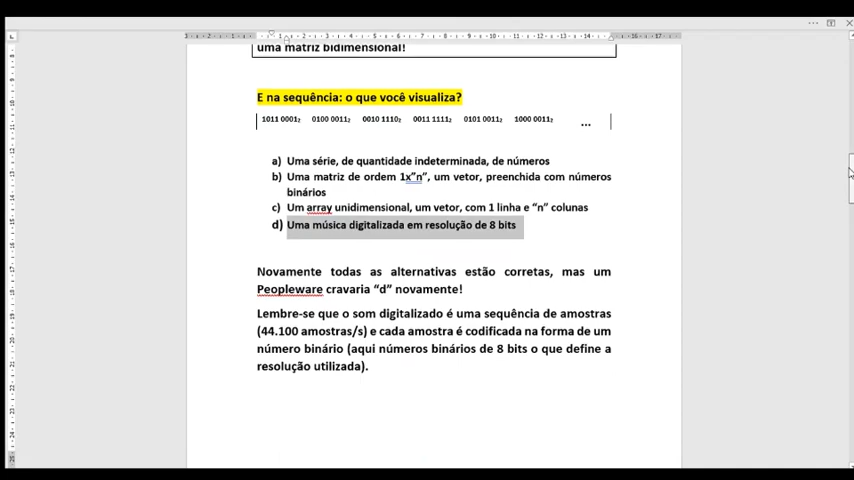 uma matriz bidimensional!
E na sequência: o que você visualiza?
1011 0001₂ 0100 0011₂ 0010 1110₂ 0011 1111₂ 0101 0011₂ 1000 0011₂ ...
a) Uma série, de quantidade indeterminada, de números
b) Uma matriz de ordem 1x"n", um vetor, preenchida com números
binários
c) Um array unidimensional, um vetor, com 1 linha e "n" colunas
d) Uma música digitalizada em resolução de 8 bits
Novamente todas as alternativas estão corretas, mas um
Peopleware cravaria "d" novamente!
Lembre-se que o som digitalizado é uma sequência de amostras
(44.100 amostras/s) e cada amostra é codificada na forma de um
número binário (aqui números binários de 8 bits o que define a
resolução utilizada).